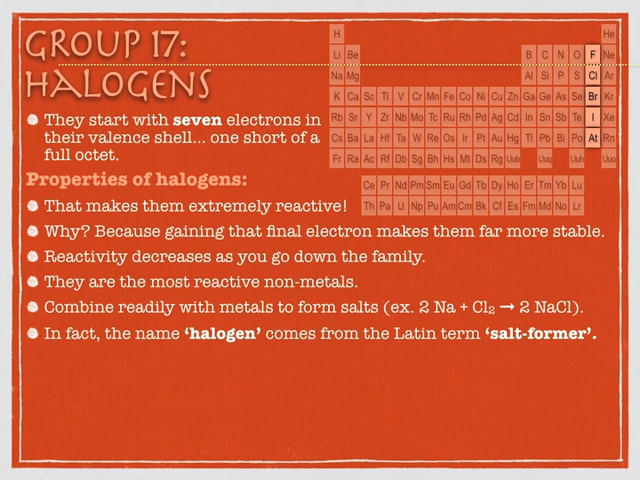 Group 17:
Halogens
They start with seven electrons in
their valence shell... one short of a
full octet.
Properties of halogens:
That makes them extremely reactive!
Why? Because gaining that final electron makes them far more stable.
Reactivity decreases as you go down the family.
They are the most reactive non-metals.
Combine readily with metals to form salts (ex. 2 Na + Cl₂ → 2 NaCl).
In fact, the name ‘halogen’ comes from the Latin term ‘salt-former’.
H He
Li Be B C N O F Ne
Na Mg Al Si P S Cl Ar
K Ca Sc Ti V Cr Mn Fe Co Ni Cu Zn Ga Ge As Se Br Kr
Rb Sr Y Zr Nb Mo Tc Ru Rh Pd Ag Cd In Sn Sb Te I Xe
Cs Ba La Hf Ta W Re Os Ir Pt Au Hg Tl Pb Bi Po At Rn
Fr Ra Ac Rf Db Sg Bh Hs Mt Ds Rg Uub Uuq Uuh Uuo
Ce Pr Nd Pm Sm Eu Gd Tb Dy Ho Er Tm Yb Lu
Th Pa U Np Pu Am Cm Bk Cf Es Fm Md No Lr